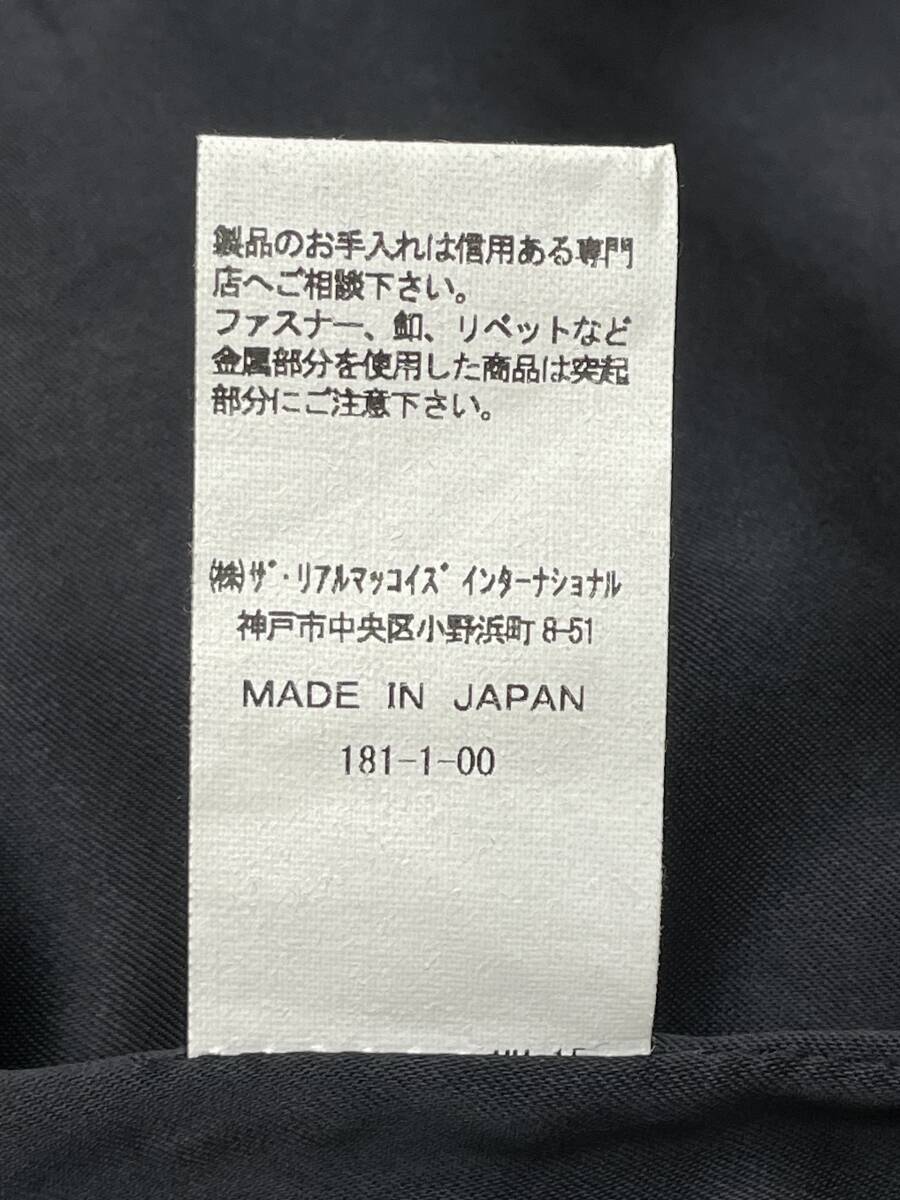 製品のお手入れは信用ある専門
店へご相談下さい。
ファスナー、釦、リベットなど
金属部分を使用した商品は突起
部分にご注意下さい。
㈱ｻﾞ･ﾘｱﾙﾏｯｺｲｽﾞ ｲﾝﾀｰﾅｼｮﾅﾙ
神戸市中央区小野浜町8-51
MADE IN JAPAN
181-1-00